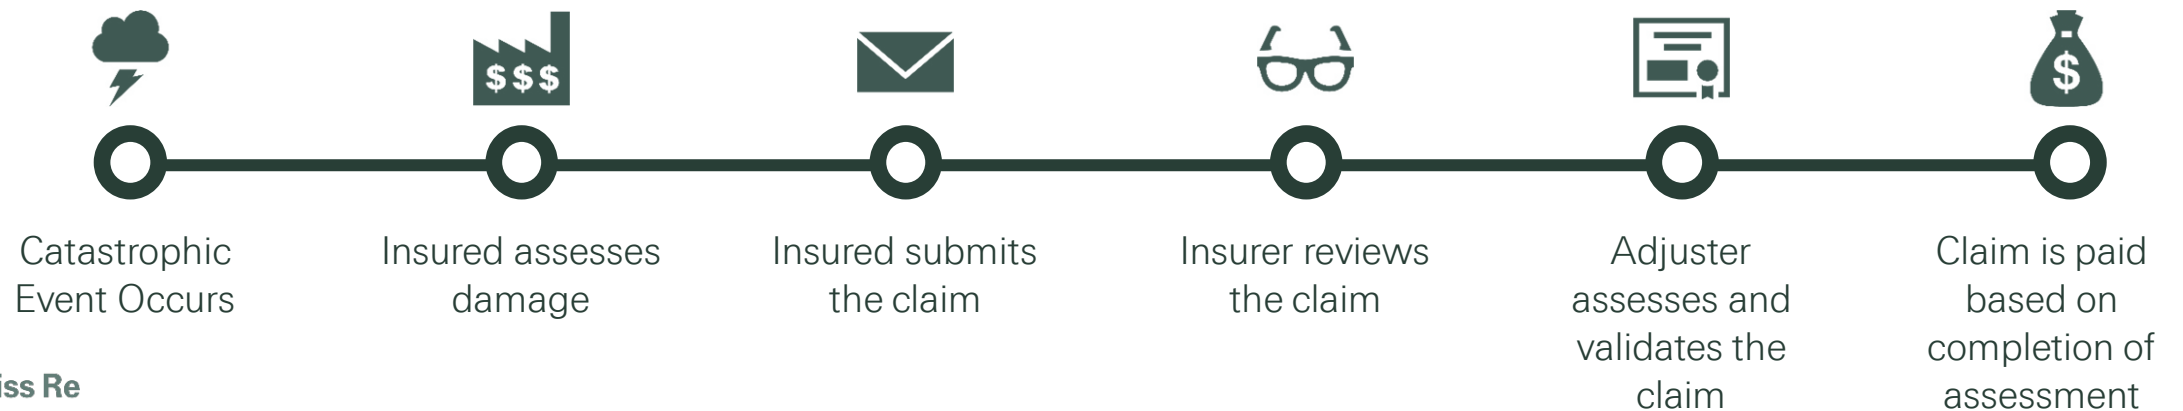 $$$
$
Catastrophic
Event Occurs
Insured assesses
damage
Insured submits
the claim
Insurer reviews
the claim
Adjuster
assesses and
validates the
claim
Claim is paid
based on
completion of
assessment
iss Re